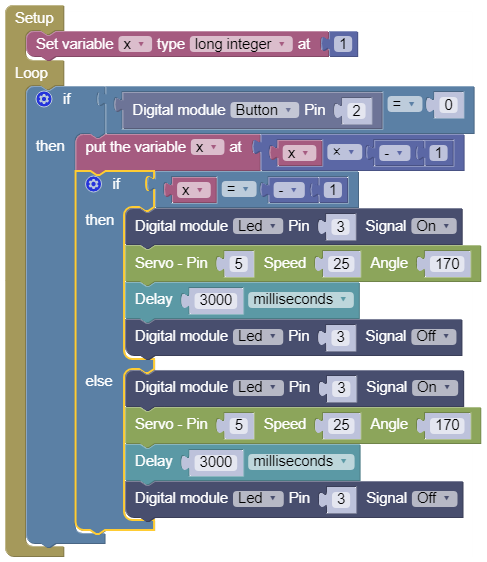 Setup
Set variable x type long integer at 1
Loop
if Digital module Button Pin 2 = 0
then put the variable x at x × - 1
if x = - 1
then Digital module Led Pin 3 Signal On
Servo - Pin 5 Speed 25 Angle 170
Delay 3000 milliseconds
Digital module Led Pin 3 Signal Off
else Digital module Led Pin 3 Signal On
Servo - Pin 5 Speed 25 Angle 170
Delay 3000 milliseconds
Digital module Led Pin 3 Signal Off